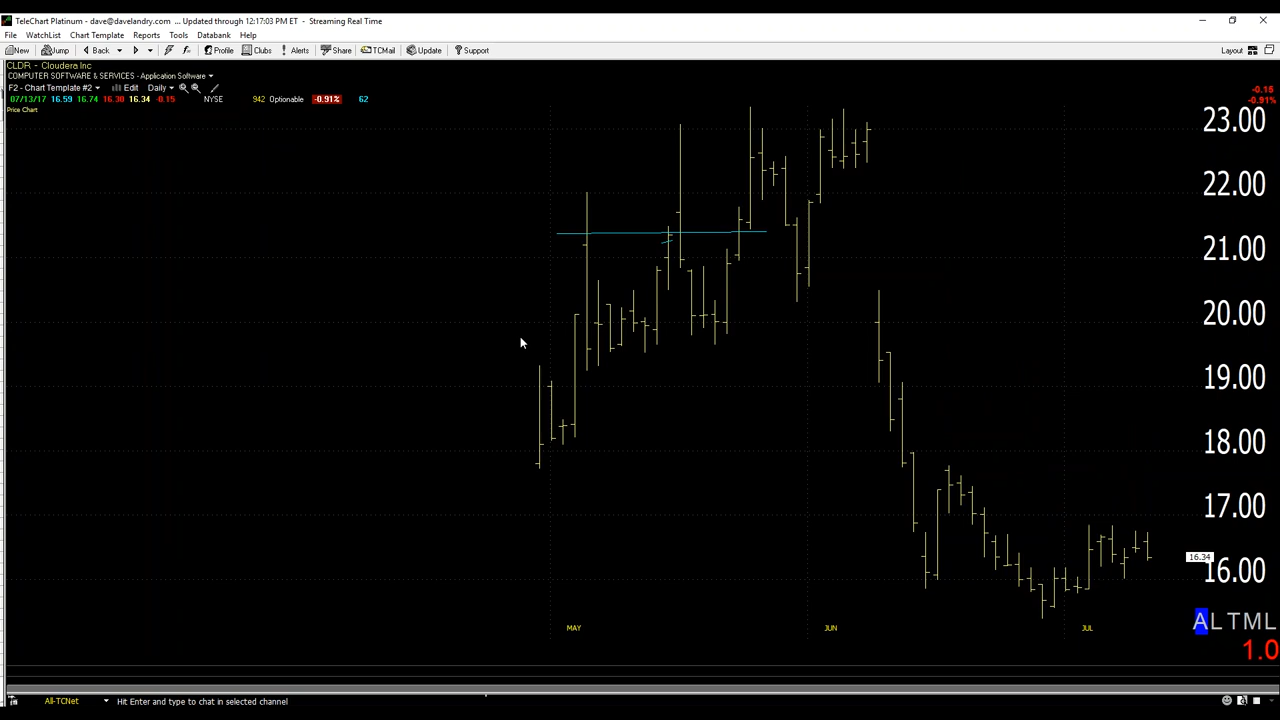 TeleChart Platinum - dave@davelandry.com ... Updated through 12:17:03 PM ET - Streaming Real Time
File WatchList Chart Template Reports Tools Databank Help
New Jump Back Profile Clubs Alerts Share TCMail Update Support Layout
CLDR - Cloudera Inc
COMPUTER SOFTWARE & SERVICES - Application Software
F2 - Chart Template #2 Edit Daily
07/13/17 16.59 16.74 16.30 16.34 -0.15 NYSE 942 Optionable -0.91% 62
-0.15
-0.91%
Price Chart
23.00
22.00
21.00
20.00
19.00
18.00
17.00
16.34
16.00
ALTML
MAY JUN JUL
1.0
All-TCNet Hit Enter and type to chat in selected channel